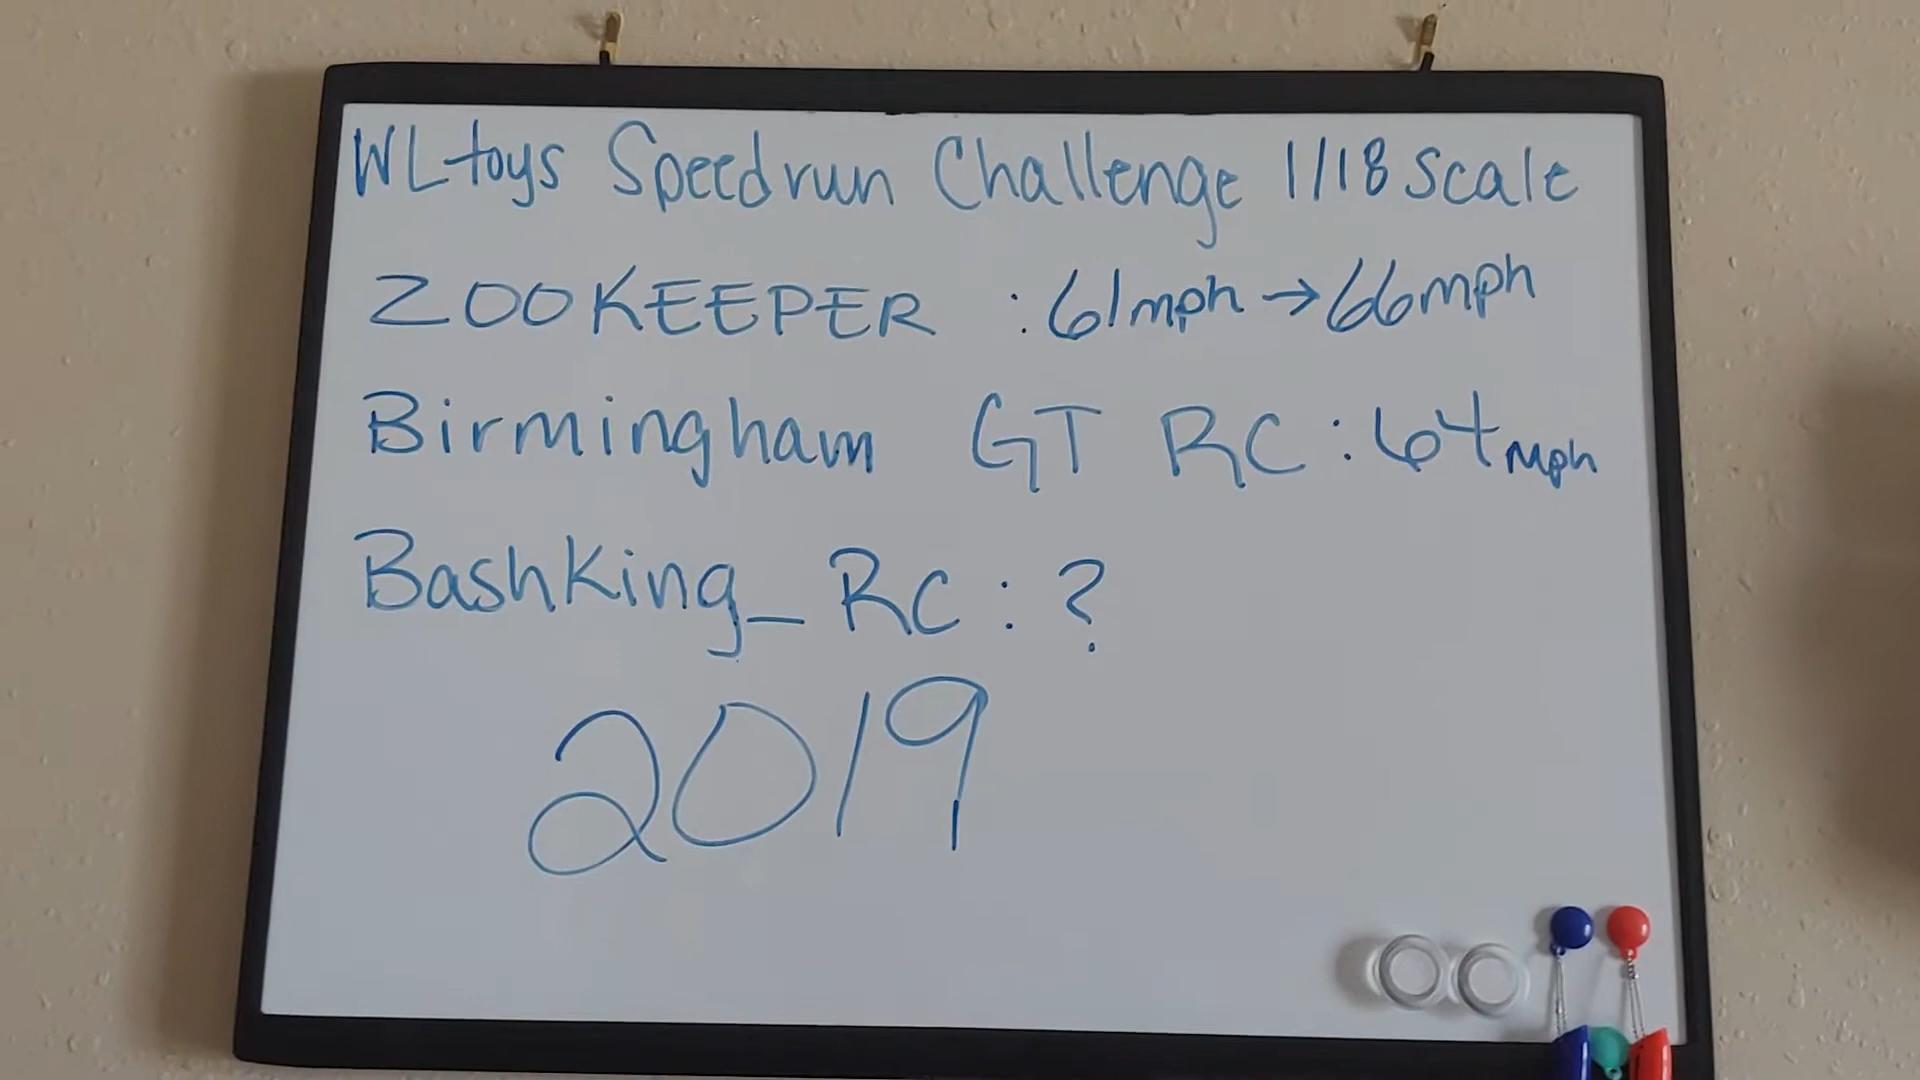 WLtoys Speedrun Challenge 1/18 Scale
ZOOKEEPER : 61mph → 66mph
Birmingham GT RC : 64mph
BashKing_RC : ?
2019